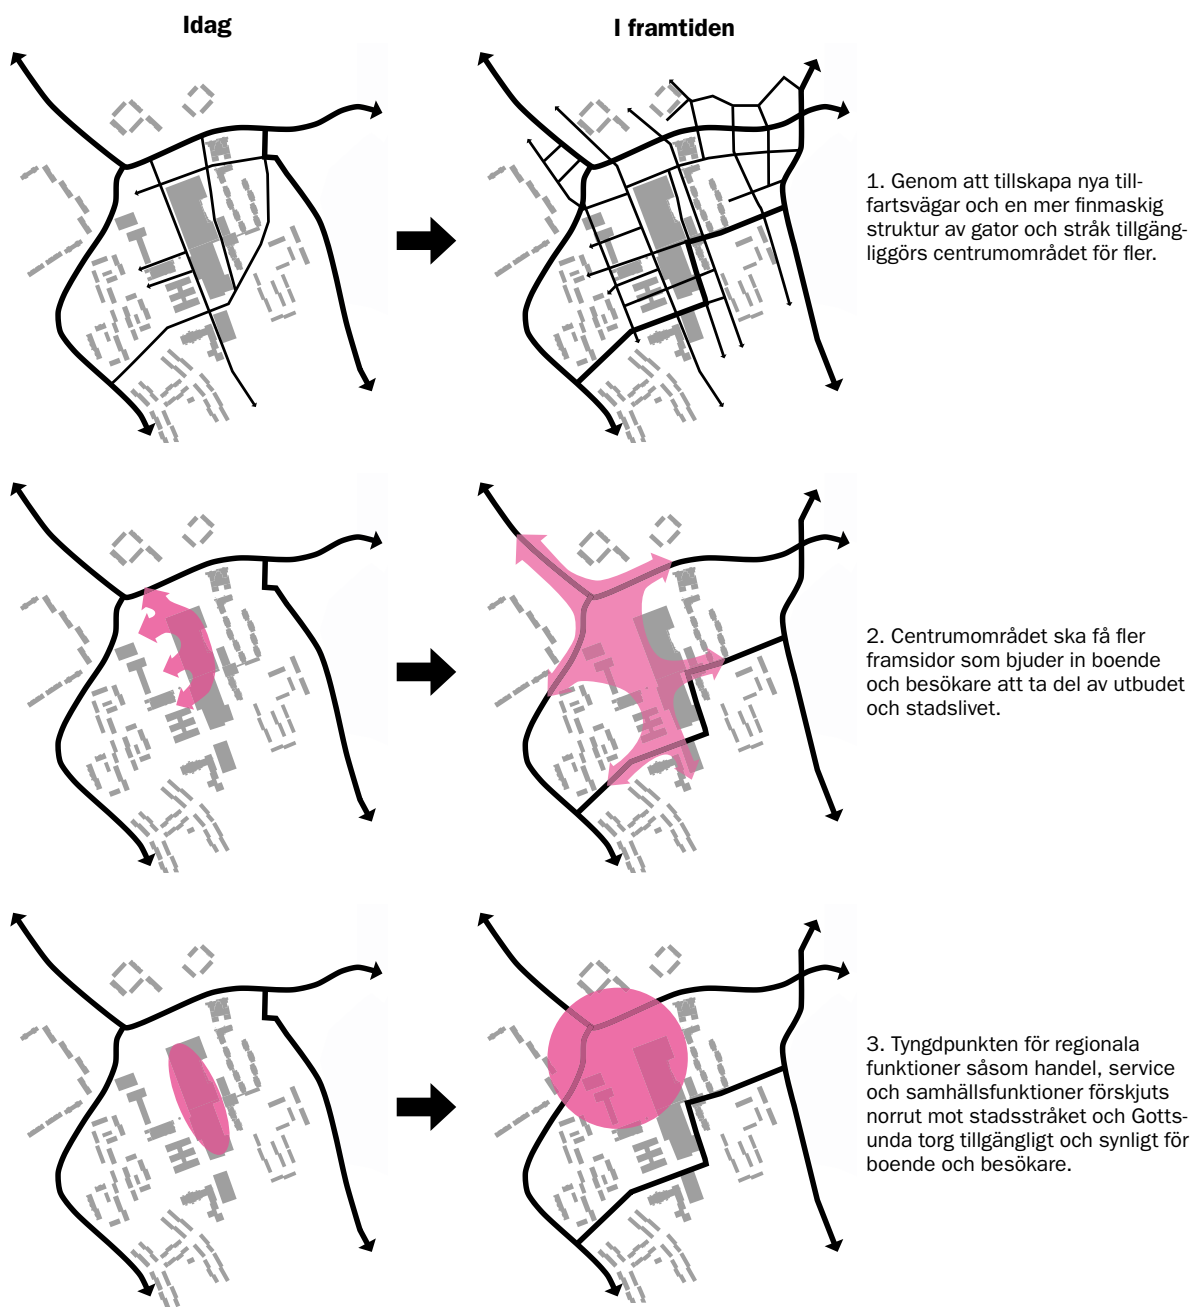 Idag
I framtiden
1. Genom att tillskapa nya till-
fartsvägar och en mer finmaskig
struktur av gator och stråk tillgäng-
liggörs centrumområdet för fler.
2. Centrumområdet ska få fler
framsidor som bjuder in boende
och besökare att ta del av utbudet
och stadslivet.
3. Tyngdpunkten för regionala
funktioner såsom handel, service
och samhällsfunktioner förskjuts
norrut mot stadsstråket och Gotts-
unda torg tillgängligt och synligt för
boende och besökare.